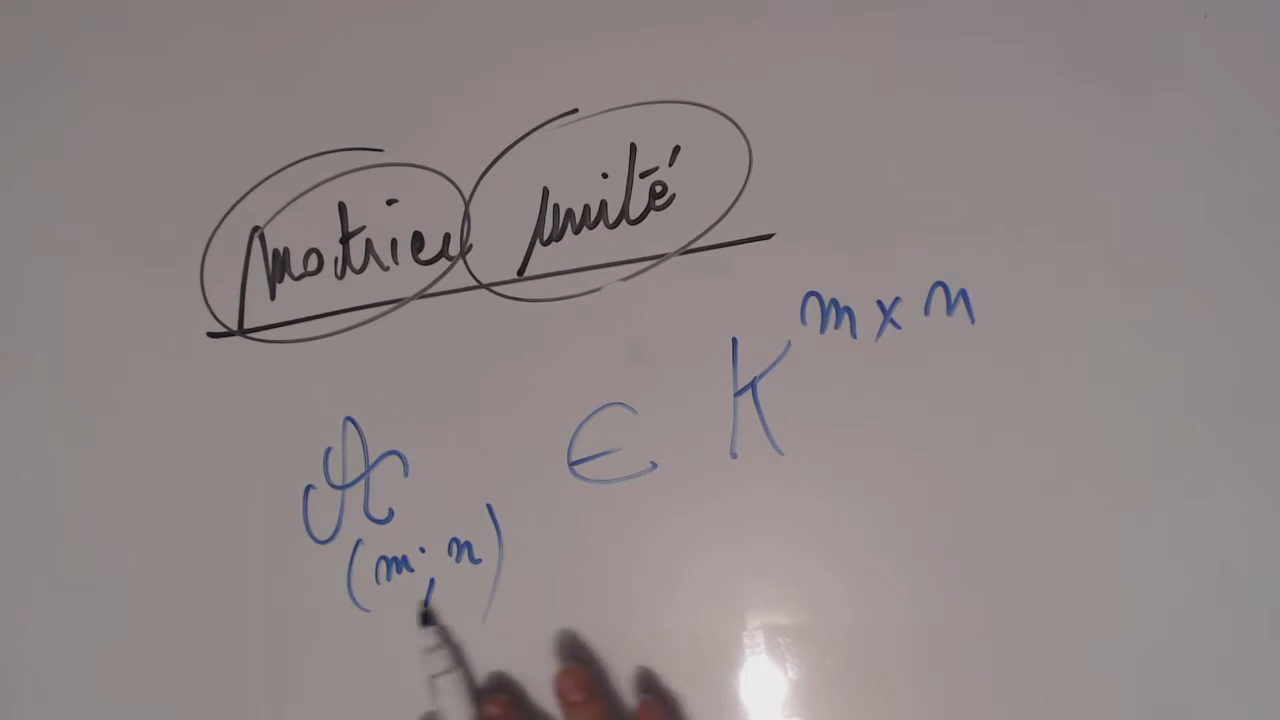 Matrice unité
A(m; n) ∈ K^m×n